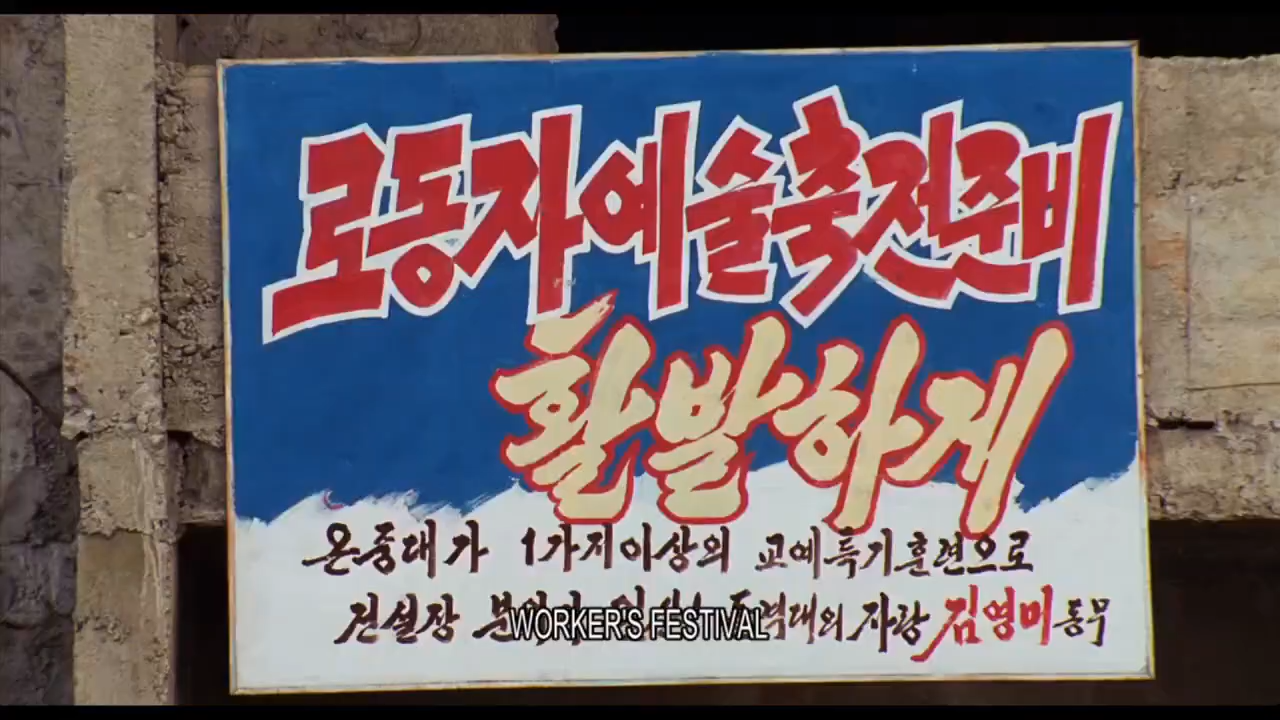 로동자예술축전준비
활발하게
온중대가 1가지이상의 교예특기훈련으로
건설장 돌격대의 자랑 김영미동무
WORKER'S FESTIVAL